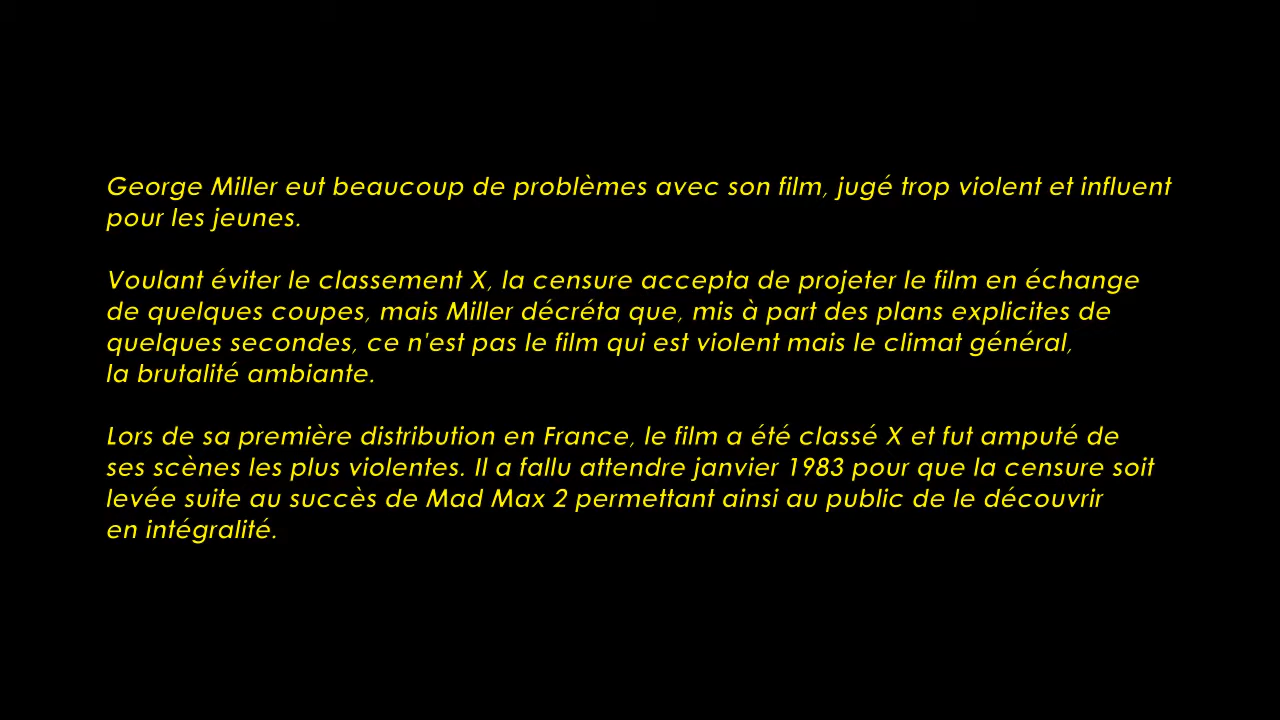 George Miller eut beaucoup de problèmes avec son film, jugé trop violent et influent
pour les jeunes.
Voulant éviter le classement X, la censure accepta de projeter le film en échange
de quelques coupes, mais Miller décréta que, mis à part des plans explicites de
quelques secondes, ce n'est pas le film qui est violent mais le climat général,
la brutalité ambiante.
Lors de sa première distribution en France, le film a été classé X et fut amputé de
ses scènes les plus violentes. Il a fallu attendre janvier 1983 pour que la censure soit
levée suite au succès de Mad Max 2 permettant ainsi au public de le découvrir
en intégralité.